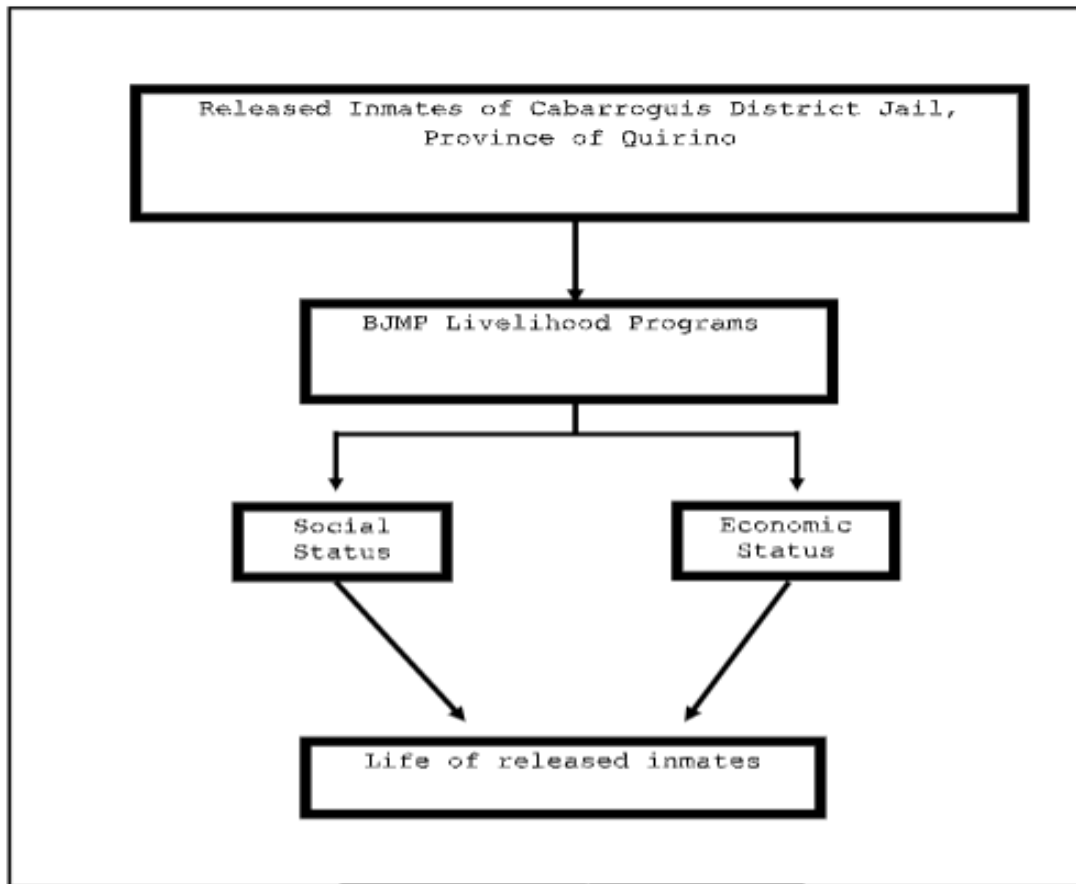 Released Inmates of Cabarroguis District Jail,
Province of Quirino
BJMP Livelihood Programs
Social
Status
Economic
Status
Life of released inmates